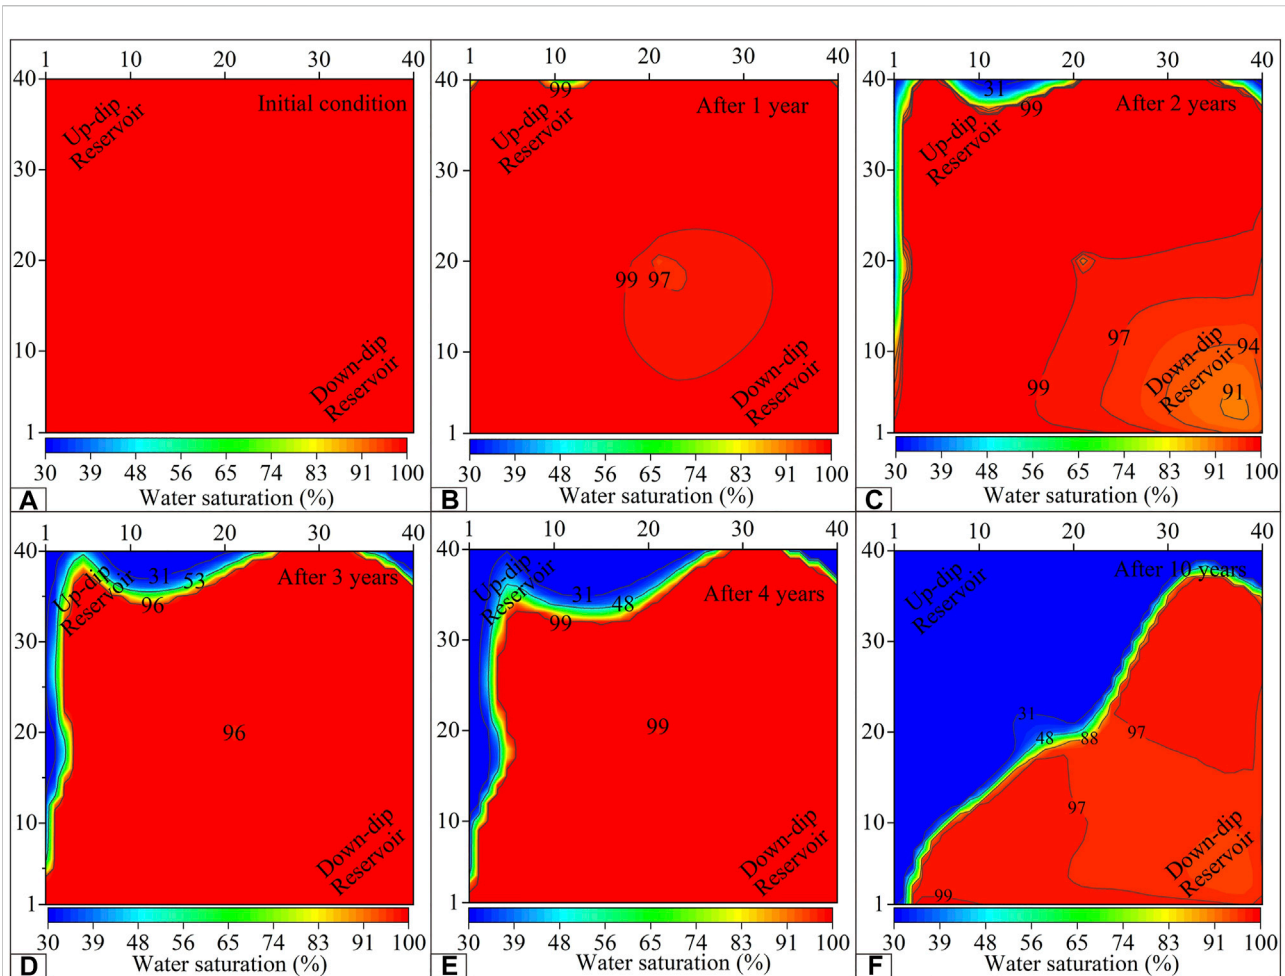 1 10 20 30 40
40
Up-dip
Reservoir
Initial condition
30
20
10
Down-dip
Reservoir
1
30 39 48 56 65 74 83 91 100
A
Water saturation (%)
1 10 20 30 40
40
99
After 1 year
Up-dip
Reservoir
30
20
99 97
10
Down-dip
Reservoir
1
30 39 48 56 65 74 83 91 100
B
Water saturation (%)
1 10 20 30 40
40
31
99
After 2 years
Up-dip
Reservoir
30
20
97
94
10
99
91
Down-dip
Reservoir
1
30 39 48 56 65 74 83 91 100
C
Water saturation (%)
1 10 20 30 40
40
31
53
96
After 3 years
Up-dip
Reservoir
30
20
96
10
Down-dip
Reservoir
1
30 39 48 56 65 74 83 91 100
D
Water saturation (%)
1 10 20 30 40
40
31
48
99
After 4 years
Up-dip
Reservoir
30
20
99
10
Down-dip
Reservoir
1
30 39 48 56 65 74 83 91 100
E
Water saturation (%)
1 10 20 30 40
40
After 10 years
Up-dip
Reservoir
30
31
20
48 88 97
97
10
Down-dip
Reservoir
99
1
30 39 48 56 65 74 83 91 100
F
Water saturation (%)